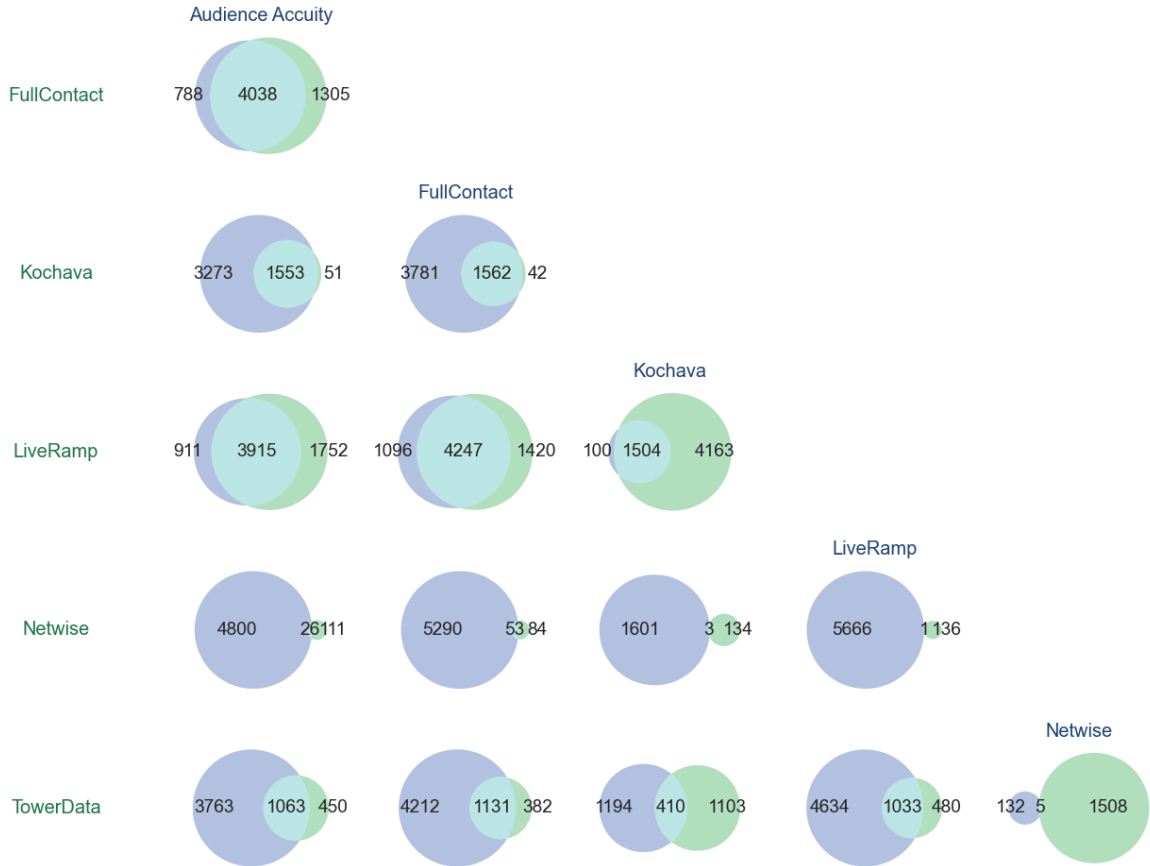 Audience Accuity
FullContact 788 4038 1305
FullContact
Kochava 3273 1553 51 3781 1562 42
Kochava
LiveRamp 911 3915 1752 1096 4247 1420 100 1504 4163
LiveRamp
Netwise 4800 26 111 5290 53 84 1601 3 134 5666 1 136
Netwise
TowerData 3763 1063 450 4212 1131 382 1194 410 1103 4634 1033 480 132 5 1508